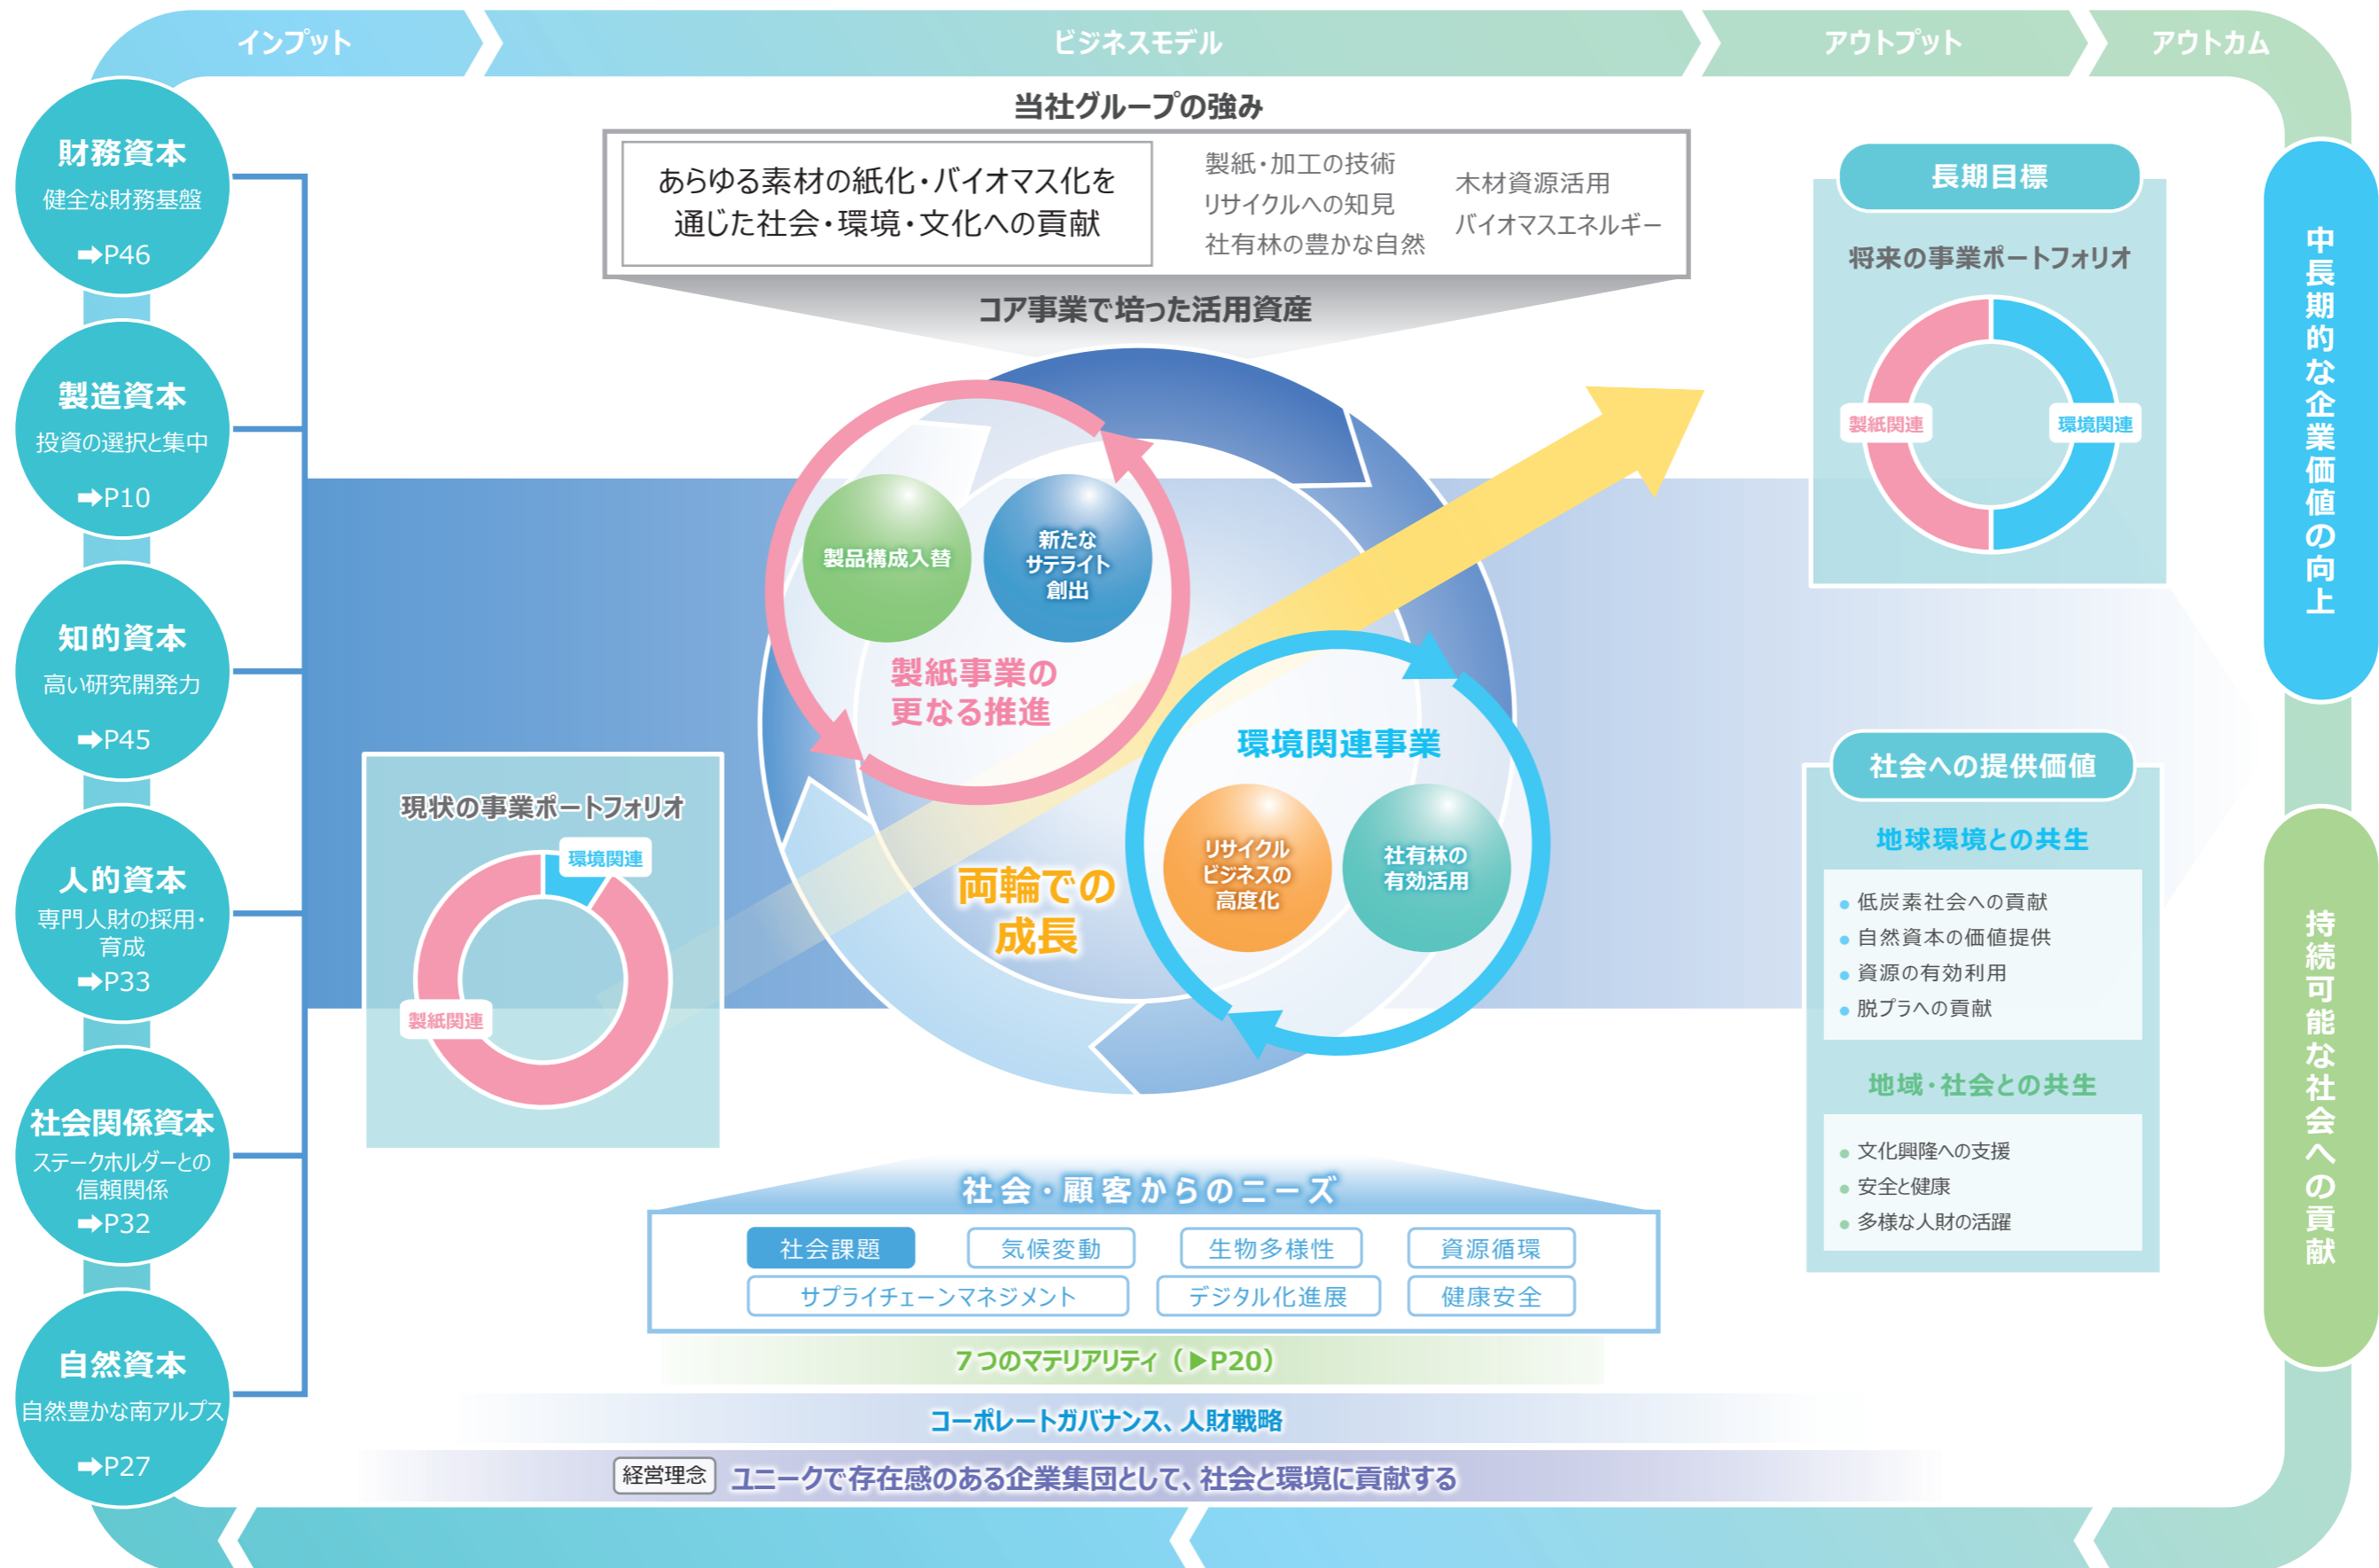 インプット
ビジネスモデル
アウトプット
アウトカム
財務資本
健全な財務基盤
➡P46
製造資本
投資の選択と集中
➡P10
知的資本
高い研究開発力
➡P45
人的資本
専門人財の採用・
育成
➡P33
社会関係資本
ステークホルダーとの
信頼関係
➡P32
自然資本
自然豊かな南アルプス
➡P27
当社グループの強み
あらゆる素材の紙化・バイオマス化を
通じた社会・環境・文化への貢献
製紙・加工の技術
リサイクルへの知見
社有林の豊かな自然
木材資源活用
バイオマスエネルギー
コア事業で培った活用資産
製品構成入替
新たな
サテライト
創出
製紙事業の
更なる推進
環境関連事業
リサイクル
ビジネスの
高度化
社有林の
有効活用
両輪での
成長
現状の事業ポートフォリオ
環境関連
製紙関連
社会・顧客からのニーズ
社会課題
気候変動
生物多様性
資源循環
サプライチェーンマネジメント
デジタル化進展
健康安全
7つのマテリアリティ（▶P20）
コーポレートガバナンス、人財戦略
経営理念
ユニークで存在感のある企業集団として、社会と環境に貢献する
長期目標
将来の事業ポートフォリオ
製紙関連
環境関連
社会への提供価値
地球環境との共生
● 低炭素社会への貢献
● 自然資本の価値提供
● 資源の有効利用
● 脱プラへの貢献
地域・社会との共生
● 文化興隆への支援
● 安全と健康
● 多様な人財の活躍
中長期的な企業価値の向上
持続可能な社会への貢献